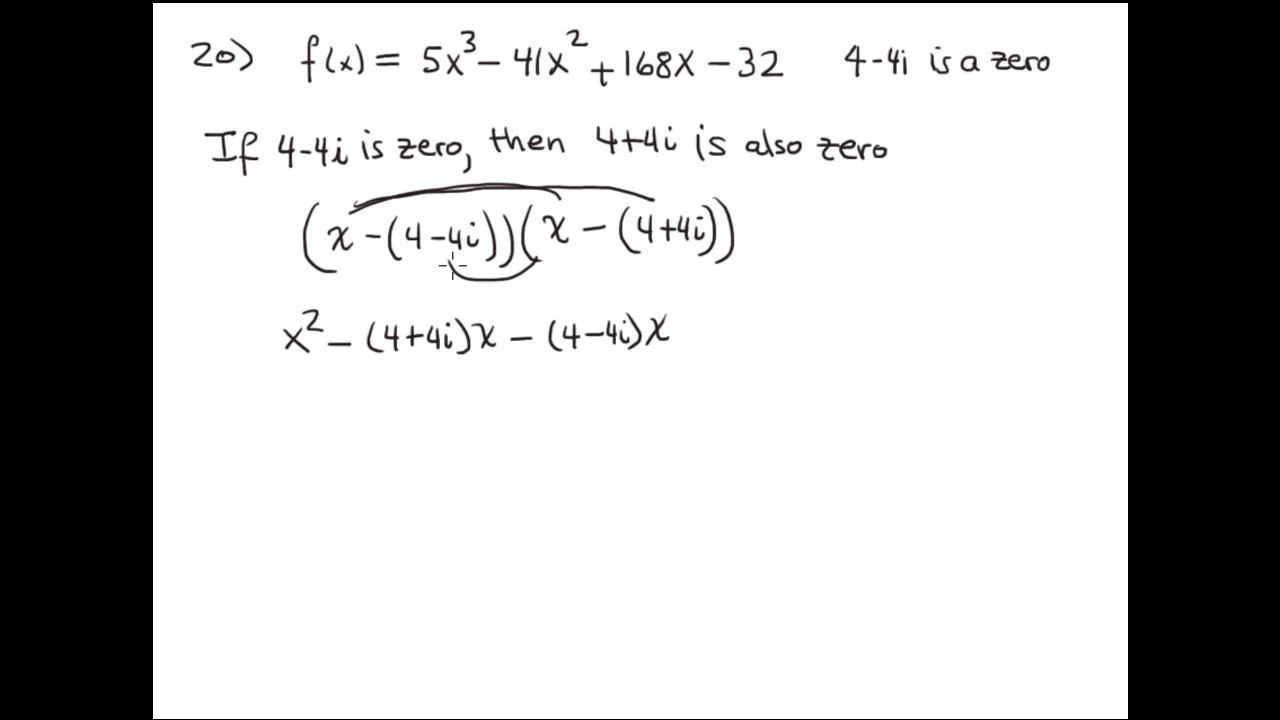 20) f(x) = 5x³ - 41x² + 168x - 32 4-4i is a zero
If 4-4i is zero, then 4+4i is also zero
(x - (4-4i))(x - (4+4i))
x² - (4+4i)x - (4-4i)x